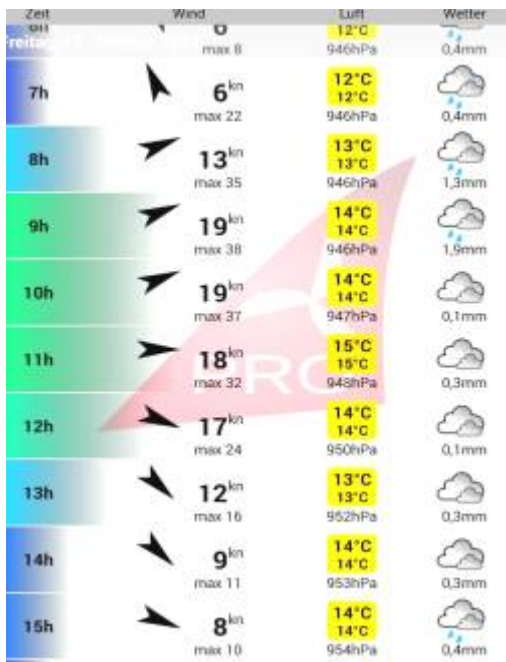 Zeit Wind Luft Wetter
12°C
max 8 946hPa 0,4mm
7h 6kn 12°C
12°C
max 22 946hPa 0,4mm
8h 13kn 13°C
13°C
max 35 946hPa 1,3mm
9h 19kn 14°C
14°C
max 38 946hPa 1,9mm
10h 19kn 14°C
14°C
max 37 947hPa 0,1mm
11h 18kn 15°C
15°C
max 32 948hPa 0,3mm
PRO
12h 17kn 14°C
14°C
max 24 950hPa 0,1mm
13h 12kn 13°C
13°C
max 16 952hPa 0,3mm
14h 9kn 14°C
14°C
max 11 953hPa 0,3mm
15h 8kn 14°C
14°C
max 10 954hPa 0,4mm